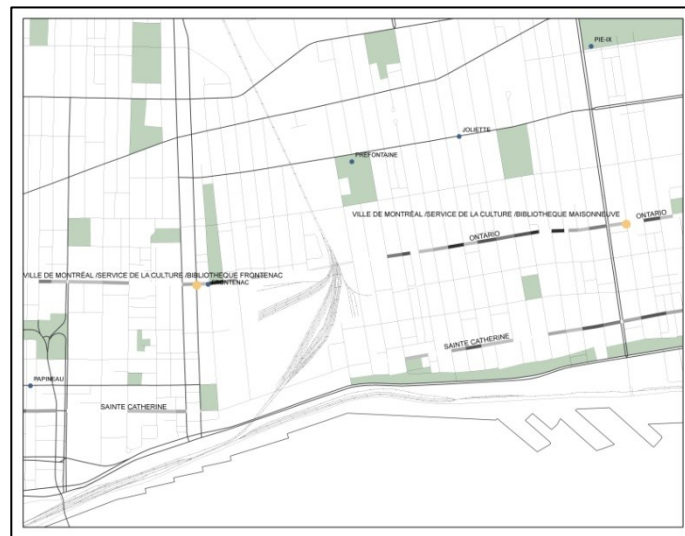 PIE-IX
JOLIETTE
PREFONTAINE
VILLE DE MONTRÉAL /SERVICE DE LA CULTURE /BIBLIOTHEQUE MAISONNEUVE
ONTARIO
ONTARIO
VILLE DE MONTRÉAL /SERVICE DE LA CULTURE /BIBLIOTHEQUE FRONTENAC
FRONTENAC
SAINTE CATHERINE
PAPINEAU
SAINTE CATHERINE